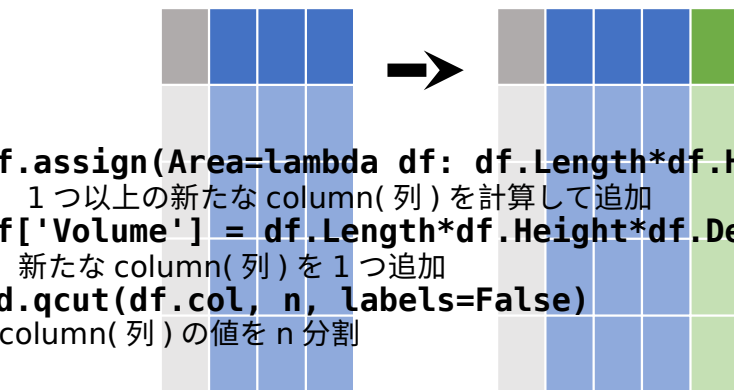 f.assign(Area=lambda df: df.Length*df.H
1 つ以上の新たな column( 列 ) を計算して追加
f['Volume'] = df.Length*df.Height*df.De
新たな column( 列 ) を 1 つ追加
d.qcut(df.col, n, labels=False)
column( 列 ) の値を n 分割